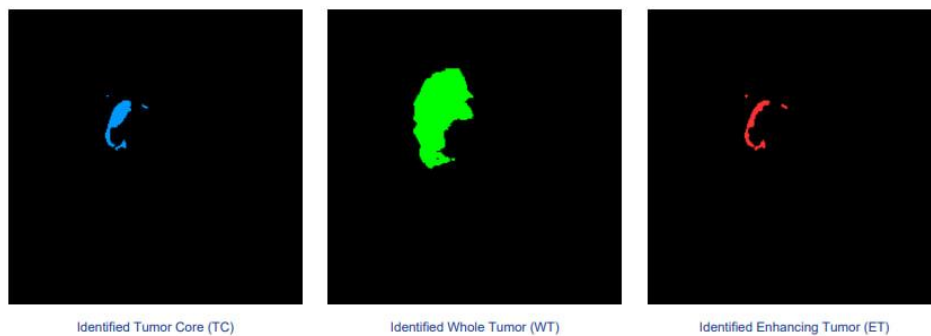 Identified Tumor Core (TC)
Identified Whole Tumor (WT)
Identified Enhancing Tumor (ET)